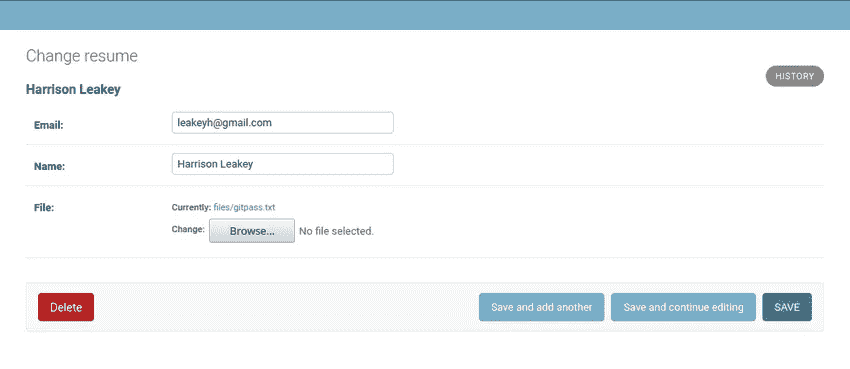 Change resume
HISTORY
Harrison Leakey
Email: leakeyh@gmail.com
Name: Harrison Leakey
File: Currently: files/gitpass.txt
Change: Browse... No file selected.
Delete Save and add another Save and continue editing SAVE